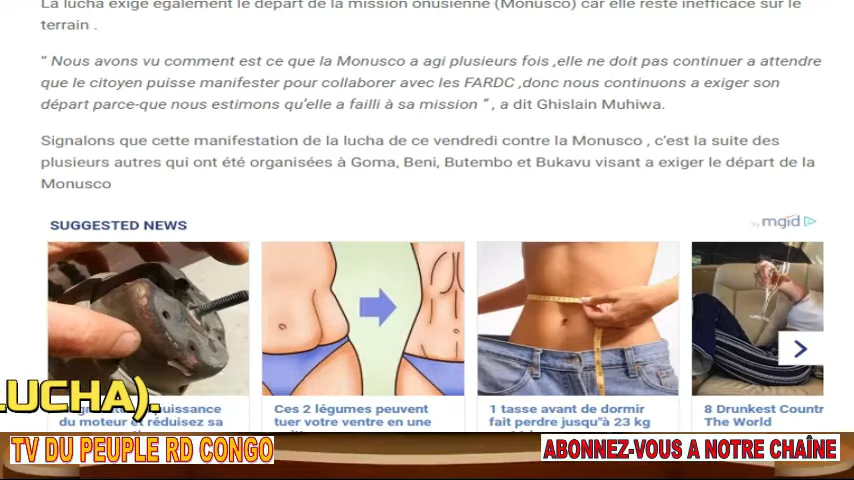 La lucha exige également le départ de la mission onusienne (Monusco) car elle reste inefficace sur le
terrain .
“ Nous avons vu comment est ce que la Monusco a agi plusieurs fois ,elle ne doit pas continuer a attendre
que le citoyen puisse manifester pour collaborer avec les FARDC ,donc nous continuons a exiger son
départ parce-que nous estimons qu’elle a failli à sa mission ” , a dit Ghislain Muhiwa.
Signalons que cette manifestation de la lucha de ce vendredi contre la Monusco , c’est la suite des
plusieurs autres qui ont été organisées à Goma, Beni, Butembo et Bukavu visant a exiger le départ de la
Monusco
SUGGESTED NEWS
by mgid
LUCHA).
puissance
du moteur et réduisez sa
Ces 2 légumes peuvent
tuer votre ventre en une
1 tasse avant de dormir
fait perdre jusqu"à 23 kg
8 Drunkest Countr
The World
TV DU PEUPLE RD CONGO
ABONNEZ-VOUS A NOTRE CHAÎNE